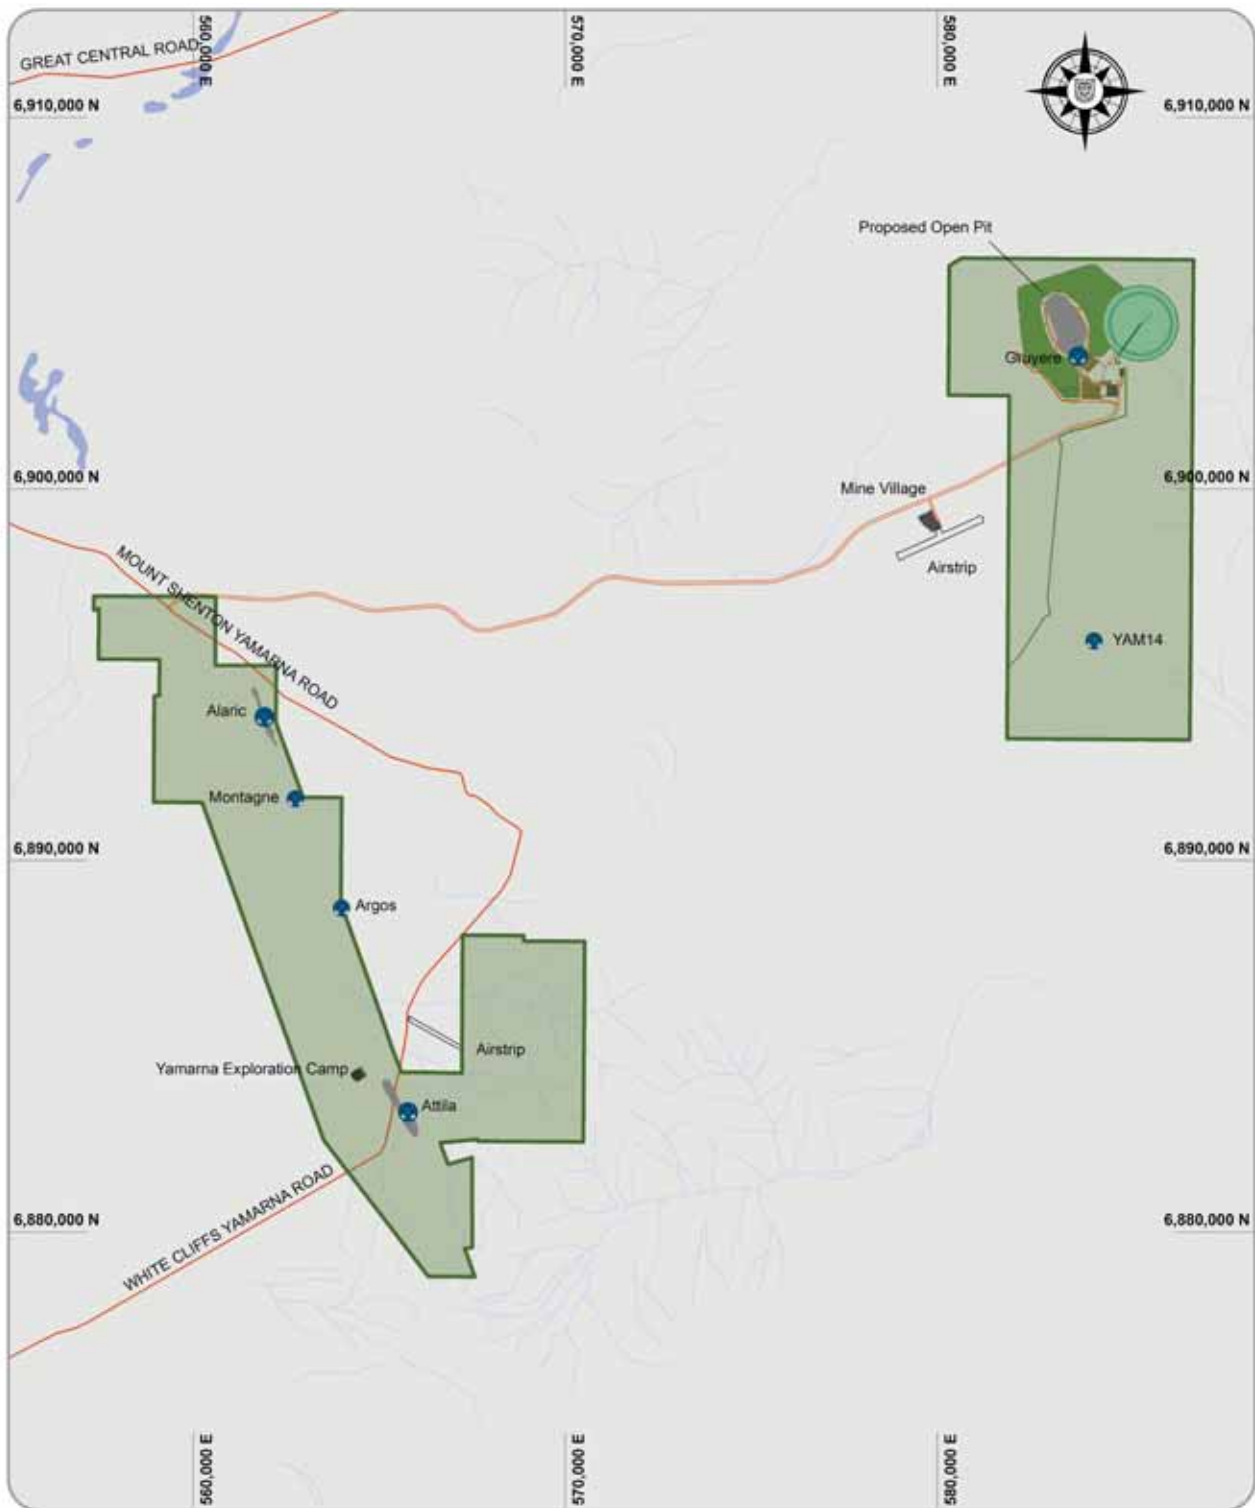 560,000 E
570,000 E
580,000 E
GREAT CENTRAL ROAD
6,910,000 N
6,910,000 N
Proposed Open Pit
Gruyere
6,900,000 N
6,900,000 N
Mine Village
Airstrip
MOUNT SHENTON YAMARNA ROAD
YAM14
Alaric
Montagne
6,890,000 N
6,890,000 N
Argos
Airstrip
Yamarna Exploration Camp
Attila
WHITE CLIFFS YAMARNA ROAD
6,880,000 N
6,880,000 N
560,000 E
570,000 E
580,000 E